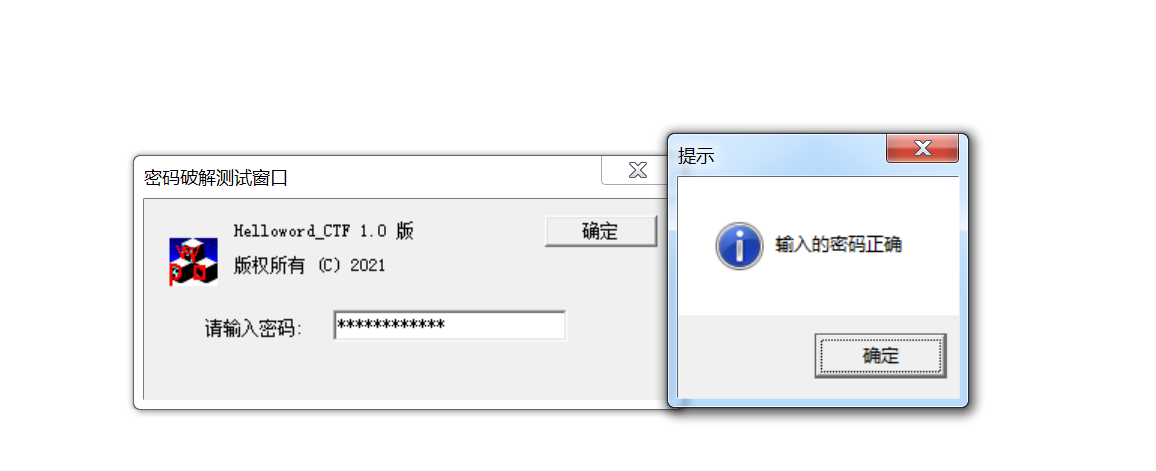 密码破解测试窗口
Helloword_CTF 1.0 版
确定
版权所有 (C) 2021
请输入密码:
************
提示
输入的密码正确
确定